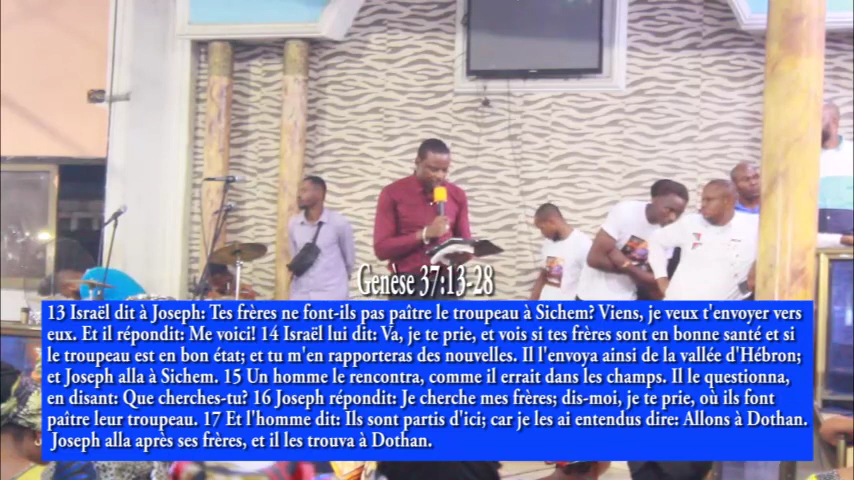 Genèse 37:13-28
13 Israël dit à Joseph: Tes frères ne font-ils pas paître le troupeau à Sichem? Viens, je veux t'envoyer vers
eux. Et il répondit: Me voici! 14 Israël lui dit: Va, je te prie, et vois si tes frères sont en bonne santé et si
le troupeau est en bon état; et tu m'en rapporteras des nouvelles. Il l'envoya ainsi de la vallée d'Hébron;
et Joseph alla à Sichem. 15 Un homme le rencontra, comme il errait dans les champs. Il le questionna,
en disant: Que cherches-tu? 16 Joseph répondit: Je cherche mes frères; dis-moi, je te prie, où ils font
paître leur troupeau. 17 Et l'homme dit: Ils sont partis d'ici; car je les ai entendus dire: Allons à Dothan.
Joseph alla après ses frères, et il les trouva à Dothan.